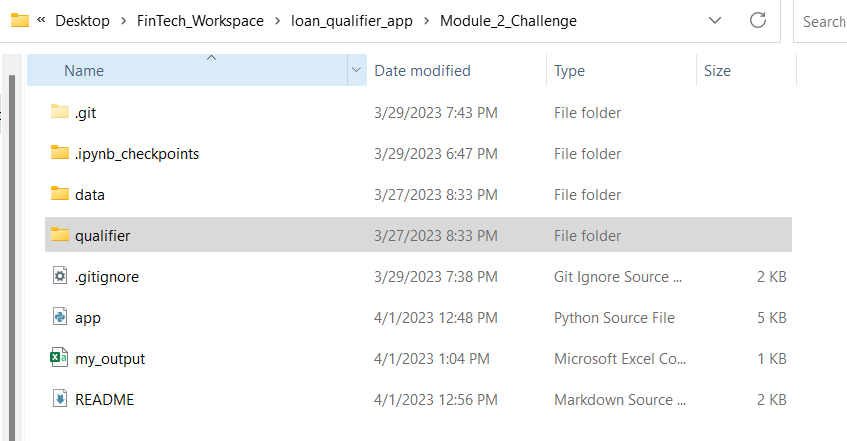 « Desktop > FinTech_Workspace > loan_qualifier_app > Module_2_Challenge Search
Name Date modified Type Size
.git 3/29/2023 7:43 PM File folder
.ipynb_checkpoints 3/29/2023 6:47 PM File folder
data 3/27/2023 8:33 PM File folder
qualifier 3/27/2023 8:33 PM File folder
.gitignore 3/29/2023 7:38 PM Git Ignore Source ... 2 KB
app 4/1/2023 12:48 PM Python Source File 5 KB
my_output 4/1/2023 1:04 PM Microsoft Excel Co... 1 KB
README 4/1/2023 12:56 PM Markdown Source ... 2 KB